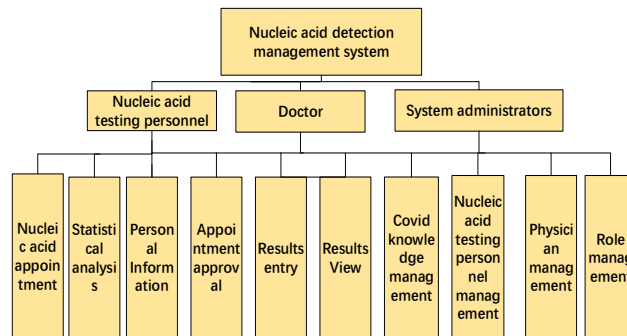 Nucleic acid detection
management system
Nucleic acid
testing personnel
Doctor
System administrators
Nuclei
c acid
appoin
tment
Statisti
cal
analysi
s
Person
al
Inform
ation
Appoi
ntment
approv
al
Results
entry
Results
View
Covid
knowle
dge
manag
ement
Nucleic
acid
testing
person
nel
manag
ement
Physic
ian
manag
ement
Role
manag
ement